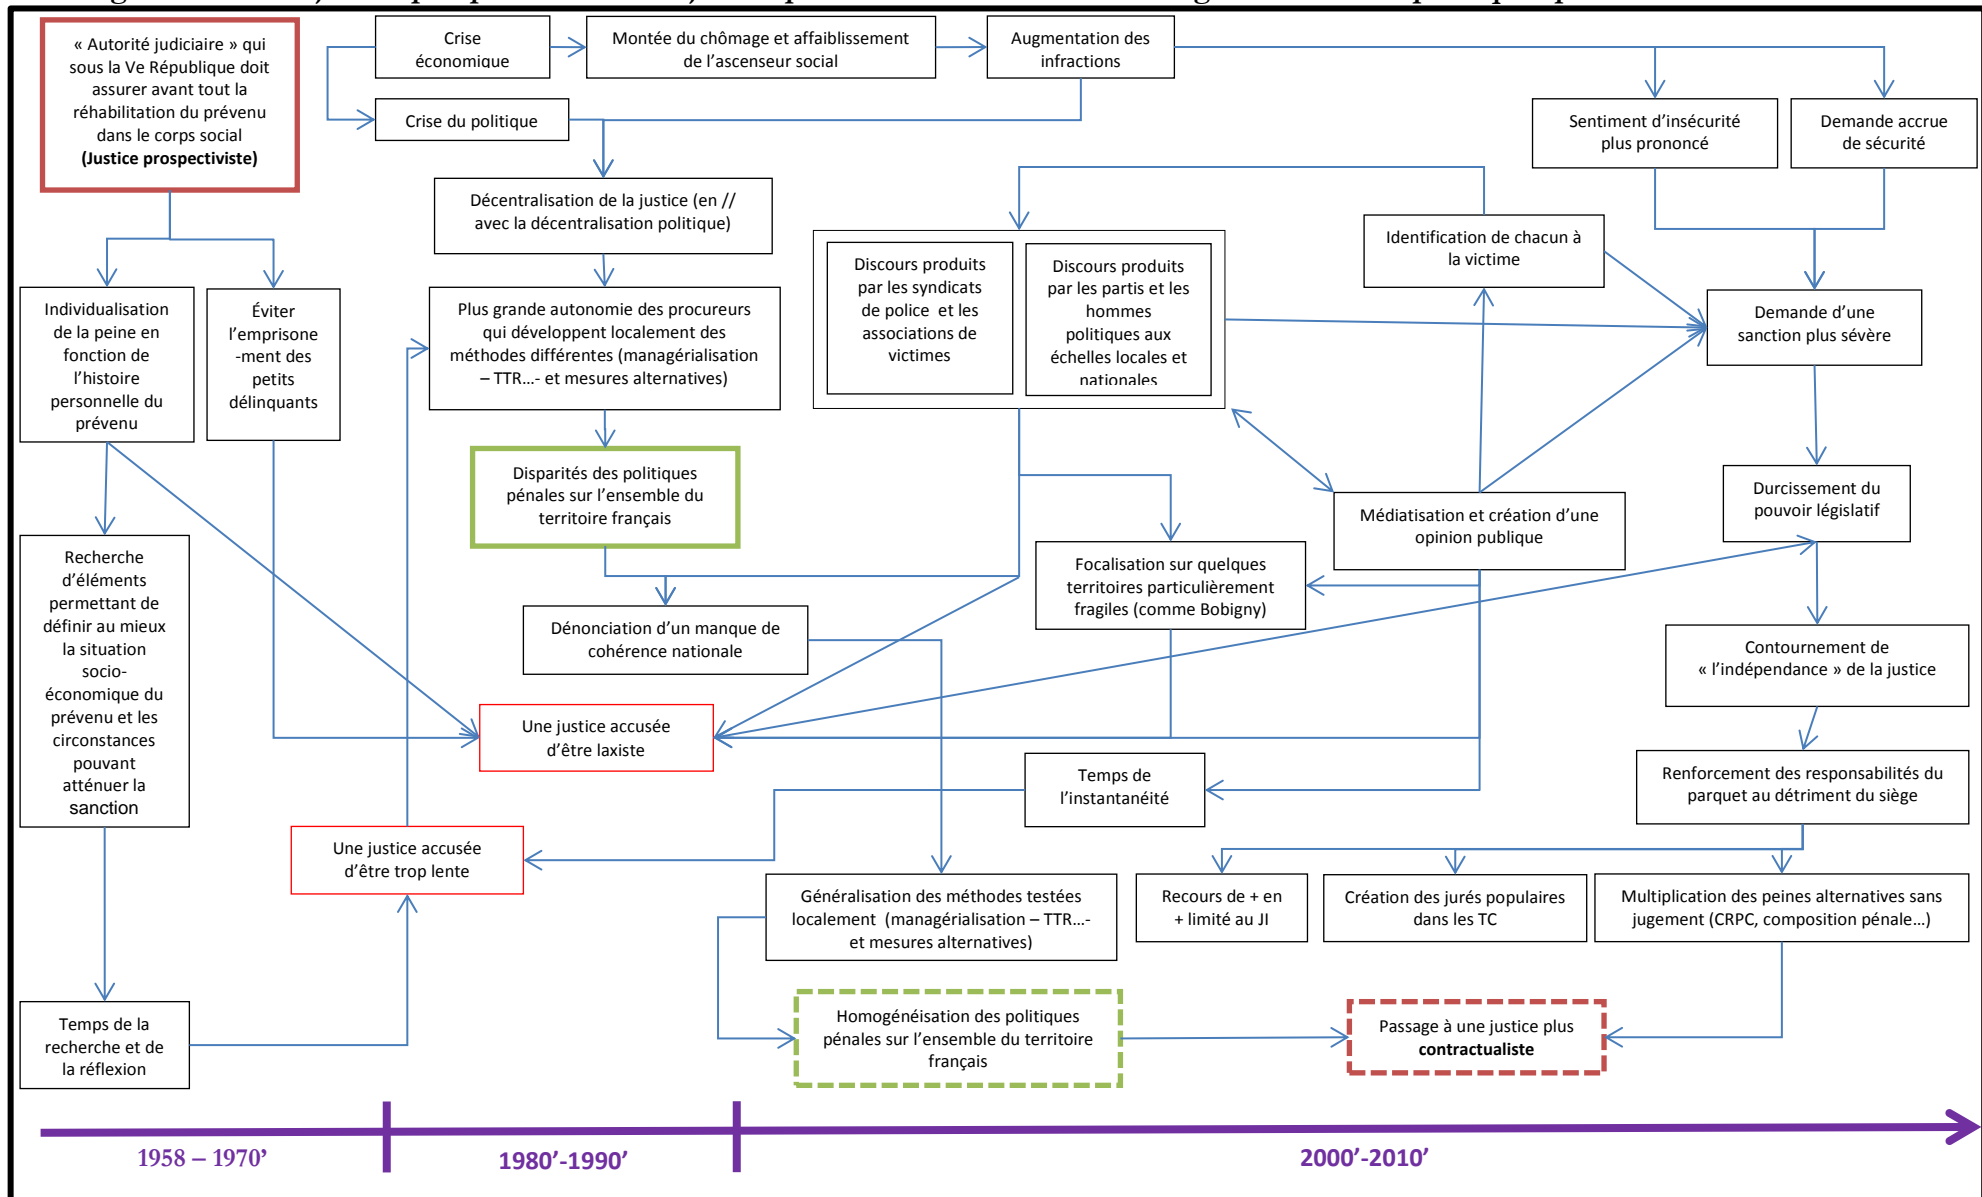 « Autorité judiciaire » qui
sous la Ve République doit
assurer avant tout la
réhabilitation du prévenu
dans le corps social
(Justice prospectiviste)
Crise
économique
Montée du chômage et affaiblissement
de l'ascenseur social
Augmentation des
infractions
Crise du politique
Sentiment d'insécurité
plus prononcé
Demande accrue
de sécurité
Décentralisation de la justice (en //
avec la décentralisation politique)
Identification de chacun à
la victime
Discours produits
par les syndicats
de police et les
associations de
victimes
Discours produits
par les partis et les
hommes
politiques aux
échelles locales et
nationales
Individualisation
de la peine en
fonction de
l'histoire
personnelle du
prévenu
Éviter
l'emprisone
-ment des
petits
délinquants
Plus grande autonomie des procureurs
qui développent localement des
méthodes différentes (managérialisation
– TTR...- et mesures alternatives)
Demande d'une
sanction plus sévère
Disparités des politiques
pénales sur l'ensemble du
territoire français
Durcissement du
pouvoir législatif
Médiatisation et création d'une
opinion publique
Recherche
d'éléments
permettant de
définir au mieux
la situation
socio-
économique du
prévenu et les
circonstances
pouvant
atténuer la
sanction
Focalisation sur quelques
territoires particulièrement
fragiles (comme Bobigny)
Dénonciation d'un manque de
cohérence nationale
Contournement de
« l'indépendance » de la justice
Une justice accusée
d'être laxiste
Temps de
l'instantanéité
Renforcement des responsabilités du
parquet au détriment du siège
Une justice accusée
d'être trop lente
Généralisation des méthodes testées
localement (managérialisation – TTR...-
et mesures alternatives)
Recours de + en
+ limité au JI
Création des jurés populaires
dans les TC
Multiplication des peines alternatives sans
jugement (CRPC, composition pénale...)
Temps de la
recherche et de
la réflexion
Homogénéisation des politiques
pénales sur l'ensemble du territoire
français
Passage à une justice plus
contractualiste
1958 – 1970'
1980'-1990'
2000'-2010'